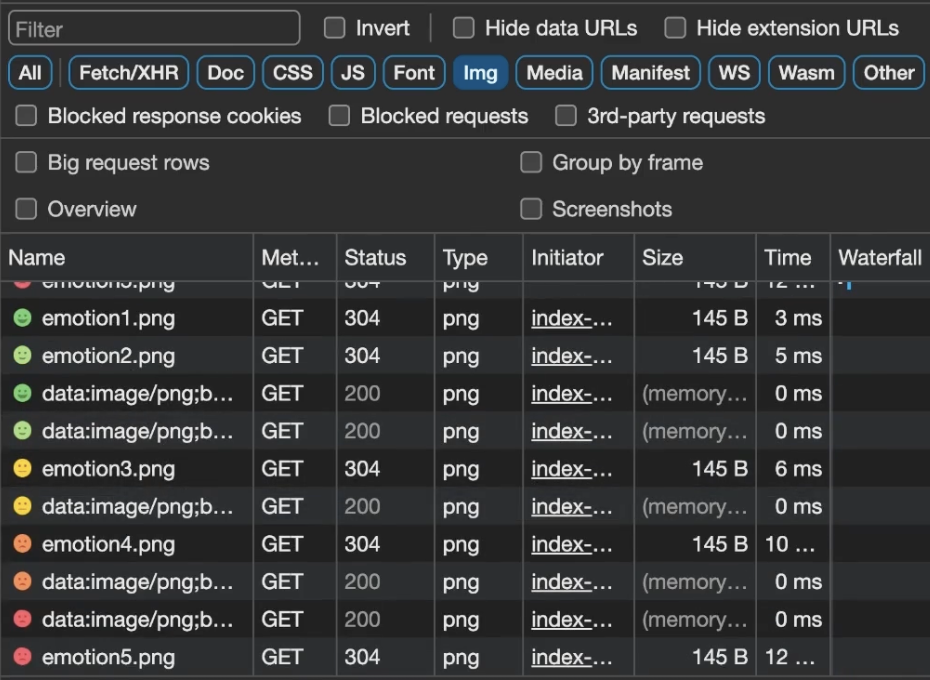 Filter Invert Hide data URLs Hide extension URLs
All Fetch/XHR Doc CSS JS Font Img Media Manifest WS Wasm Other
Blocked response cookies Blocked requests 3rd-party requests
Big request rows Group by frame
Overview Screenshots
Name Met... Status Type Initiator Size Time Waterfall
emotion5.png GET 304 png 145 B 12 ...
emotion1.png GET 304 png index-... 145 B 3 ms
emotion2.png GET 304 png index-... 145 B 5 ms
data:image/png;b... GET 200 png index-... (memory... 0 ms
data:image/png;b... GET 200 png index-... (memory... 0 ms
emotion3.png GET 304 png index-... 145 B 6 ms
data:image/png;b... GET 200 png index-... (memory... 0 ms
emotion4.png GET 304 png index-... 145 B 10 ...
data:image/png;b... GET 200 png index-... (memory... 0 ms
data:image/png;b... GET 200 png index-... (memory... 0 ms
emotion5.png GET 304 png index-... 145 B 12 ...